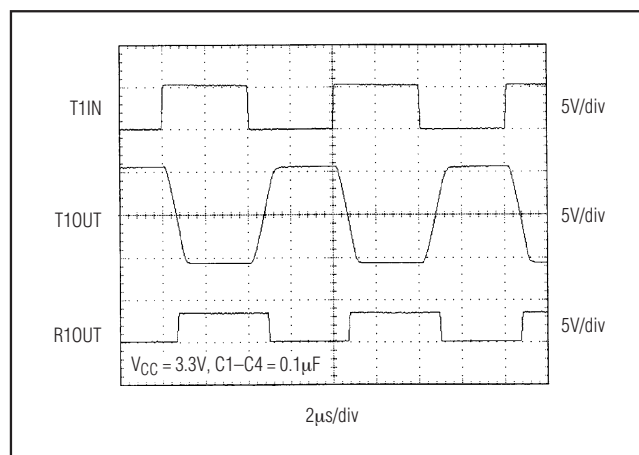 T1IN
5V/div
T1OUT
5V/div
R1OUT
5V/div
VCC = 3.3V, C1–C4 = 0.1µF
2µs/div